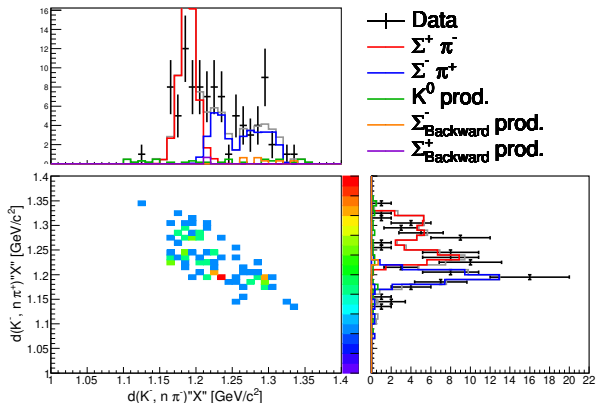 16
14
12
10
8
6
4
2
0
Data
Σ⁺ π⁻
Σ⁻ π⁺
K⁰ prod.
Σ⁻Backward prod.
Σ⁺Backward prod.
d(K⁻, n π⁺)"X" [GeV/c²]
1.4
1.35
1.3
1.25
1.2
1.15
1.1
1.05
1
1 1.05 1.1 1.15 1.2 1.25 1.3 1.35 1.4
d(K⁻, n π⁻)"X" [GeV/c²]
0 2 4 6 8 10 12 14 16 18 20 22